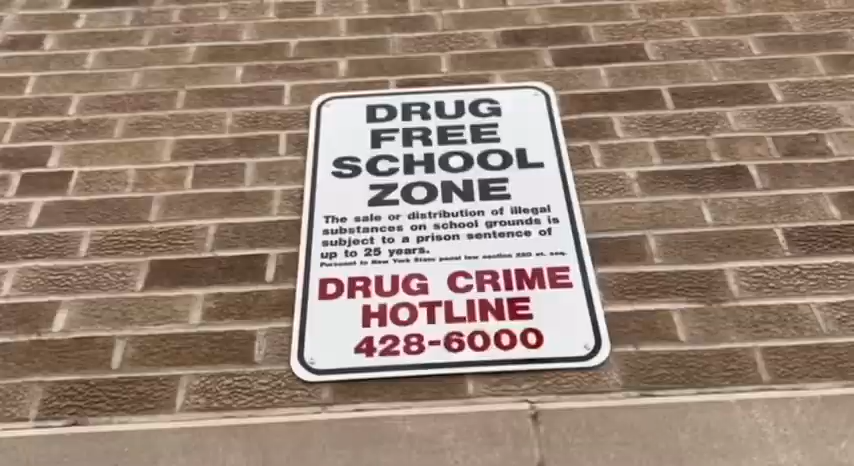 DRUG
FREE
SCHOOL
ZONE
The sale or distribution of illegal
substances on school grounds is
subject to a prison sentence of
up to 25 years.
Pursuant to New York State penal law section 220 et. seq.
DRUG CRIME
HOTLINE
428-6000